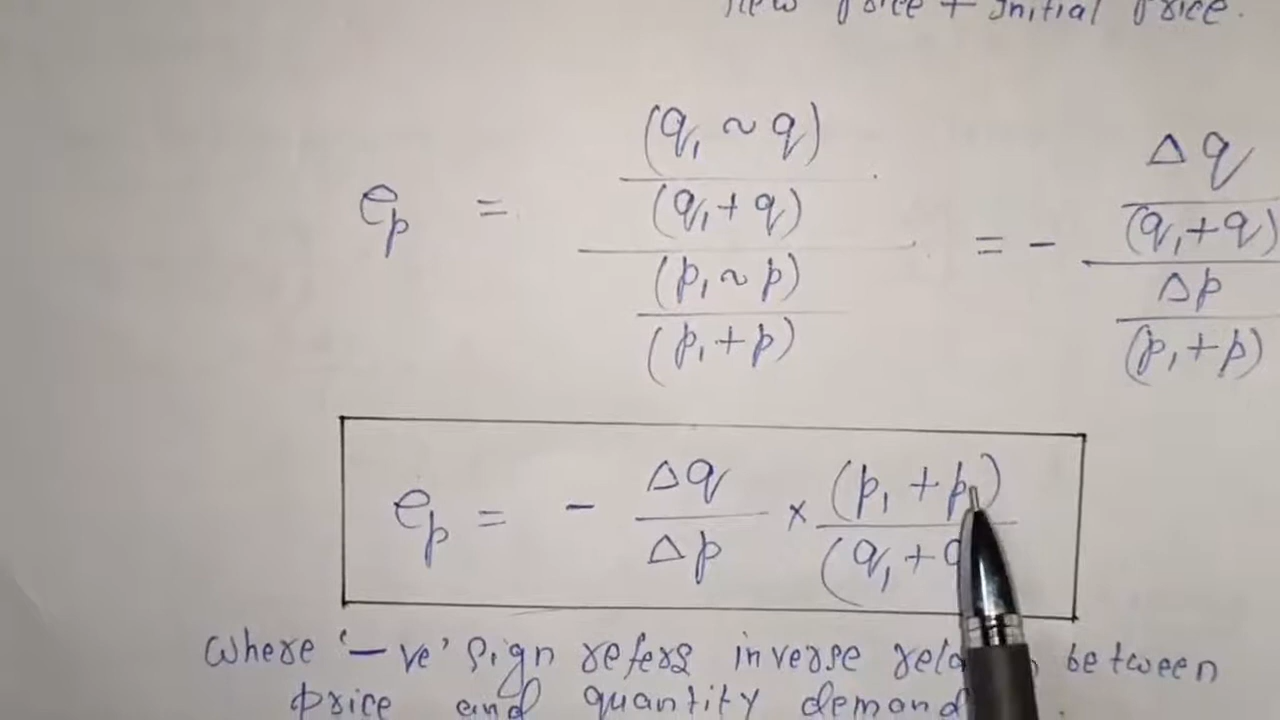 New Price + Initial Price.
(q₁ ~ q)
(q₁ + q)
eₚ = = -
(p₁ ~ p)
(p₁ + p)
Δq
(q₁ + q)
Δp
(p₁ + p)
eₚ = - Δq/Δp × (p₁ + p)/(q₁ +
where '-ve' sign refers inverse between
price and quantity demand